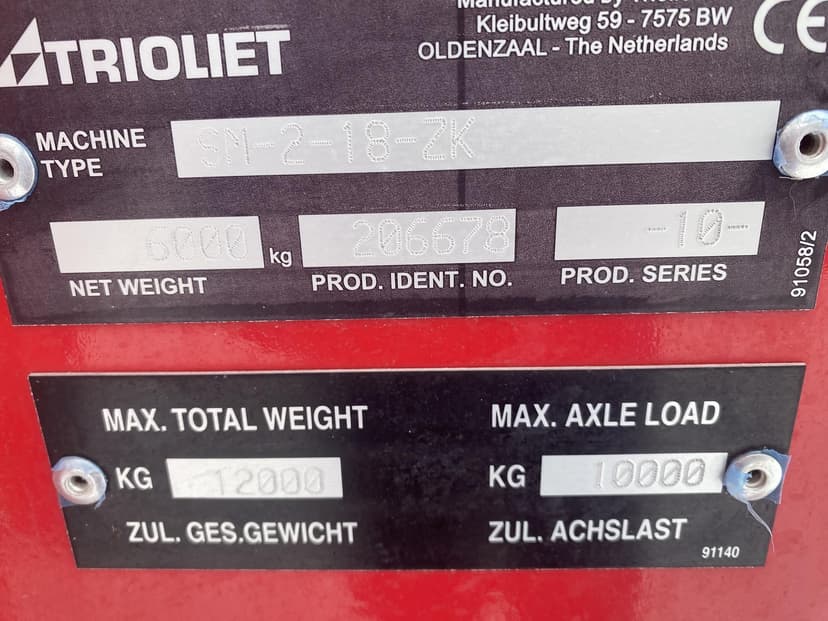 Manufactured by
Kleibultweg 59 - 7575 BW
OLDENZAAL - The Netherlands
CE
TRIOLIET
MACHINE TYPE
SM-2-18-ZK
6000 kg
NET WEIGHT
206678
PROD. IDENT. NO.
-10-
PROD. SERIES
91058/2
MAX. TOTAL WEIGHT
KG 12000
ZUL. GES.GEWICHT
MAX. AXLE LOAD
KG 10000
ZUL. ACHSLAST
91140